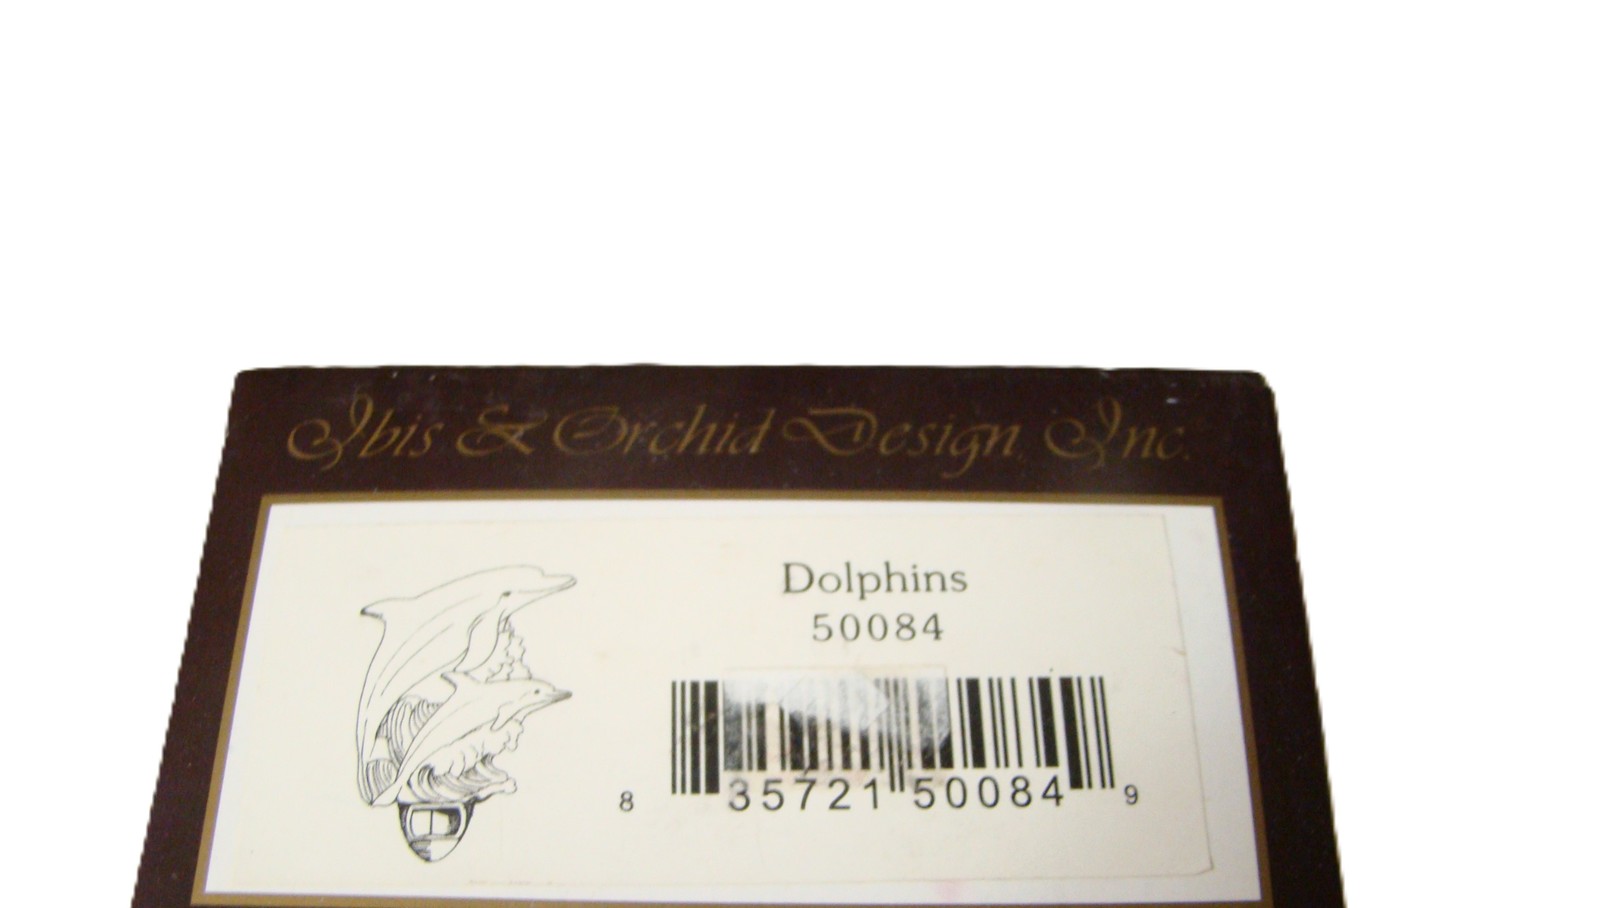 Ibis & Orchid Design, Inc.
Dolphins
50084
8 35721 50084 9